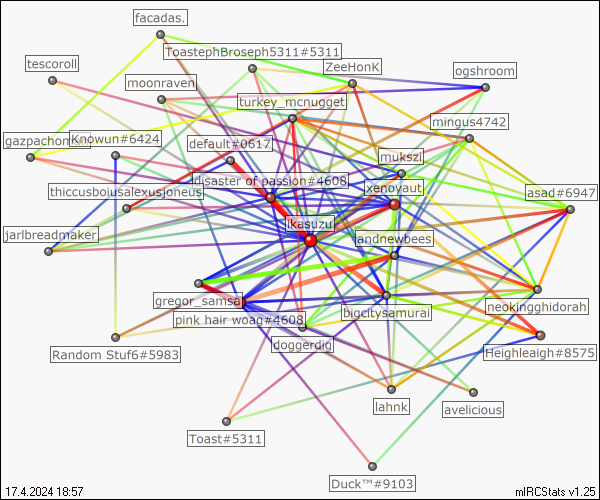 facadas.
ToastephBroseph5311#5311
tescoroll
ZeeHonK
ogshroom
moonraven
turkey_mcnugget
mingus4742
Knowun#6424
default#0617
mukszi
disaster of passion#4608
xenoyaut
thiccusboiusalexusjoneus
asad#6947
ikasuzu
jarlbreadmaker
landnewbees
gregor_samsa
neokingghidorah
pink hair woag#4608
bigcitysamurai
doggerdig
Random Stuf6#5983
Heighleaigh#8575
lahnk
avelicious
Toast#5311
Duck™#9103
17.4.2024 18:57
mIRCStats v1.25